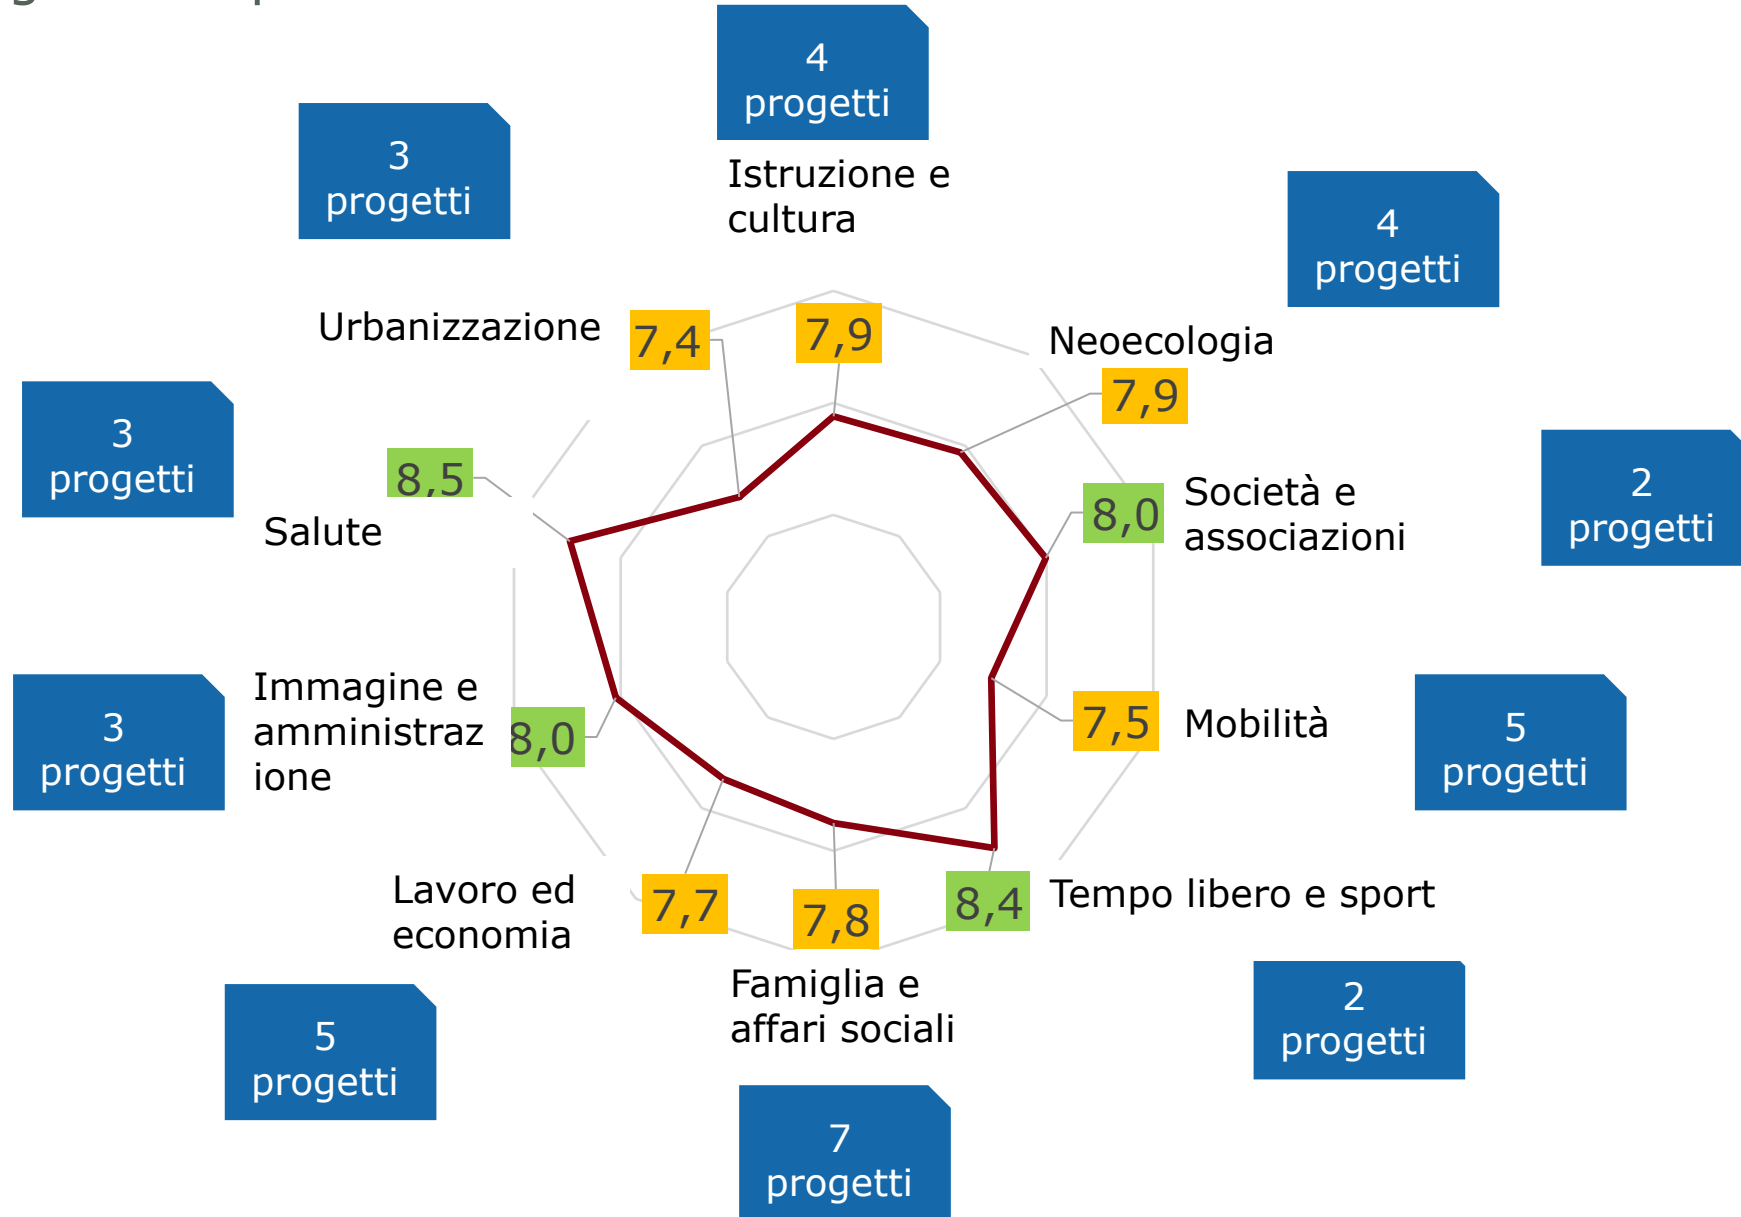 4
progetti
3
progetti
Istruzione e
cultura
4
progetti
Urbanizzazione
7,4
7,9
Neoecologia
7,9
3
progetti
8,5
Salute
8,0
Società e
associazioni
2
progetti
3
progetti
Immagine e
amministraz
ione
8,0
7,5
Mobilità
5
progetti
Lavoro ed
economia
7,7
7,8
8,4
Tempo libero e sport
Famiglia e
affari sociali
5
progetti
2
progetti
7
progetti